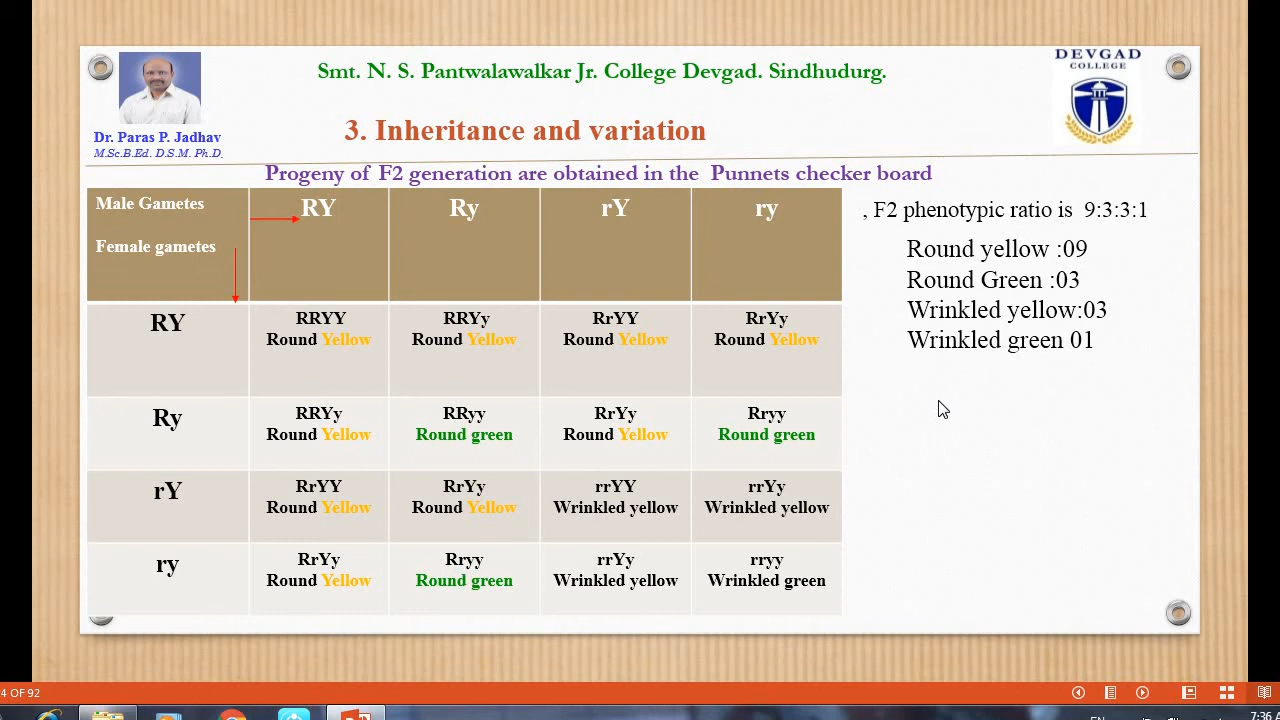 Smt. N. S. Pantwalawalkar Jr. College Devgad. Sindhudurg.
DEVGAD
COLLEGE
Dr. Paras P. Jadhav
M.Sc.B.Ed. D.S.M. Ph.D.
3. Inheritance and variation
Progeny of F2 generation are obtained in the Punnets checker board
Male Gametes
Female gametes
RY Ry rY ry
RY
RRYY RRYy RrYY RrYy
Round Yellow Round Yellow Round Yellow Round Yellow
Ry
RRYy RRyy RrYy Rryy
Round Yellow Round green Round Yellow Round green
rY
RrYY RrYy rrYY rrYy
Round Yellow Round Yellow Wrinkled yellow Wrinkled yellow
ry
RrYy Rryy rrYy rryy
Round Yellow Round green Wrinkled yellow Wrinkled green
, F2 phenotypic ratio is 9:3:3:1
Round yellow :09
Round Green :03
Wrinkled yellow:03
Wrinkled green 01
4 OF 92
EN
7:36 A